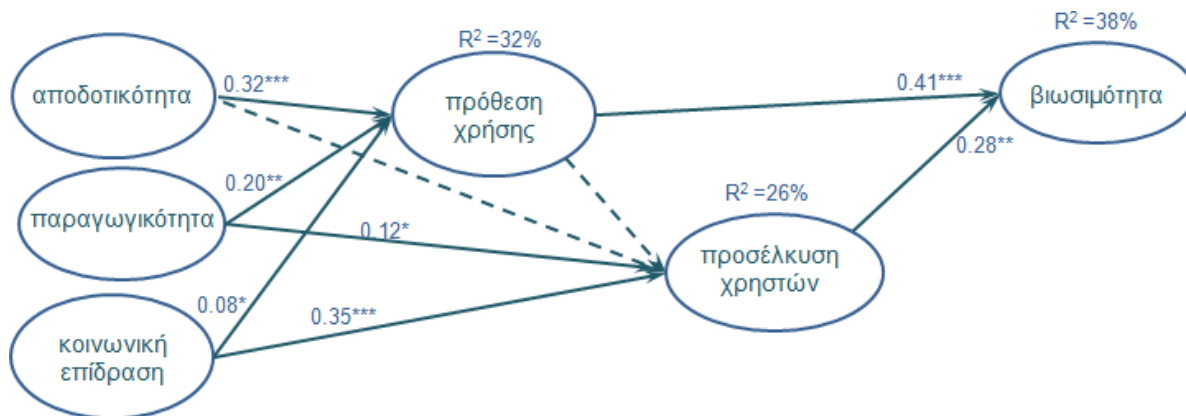 R² =32%
R² =38%
αποδοτικότητα
0.32***
πρόθεση
χρήσης
0.41***
βιωσιμότητα
0.28**
0.20**
R² =26%
παραγωγικότητα
0.12*
προσέλκυση
χρηστών
0.08*
0.35***
κοινωνική
επίδραση